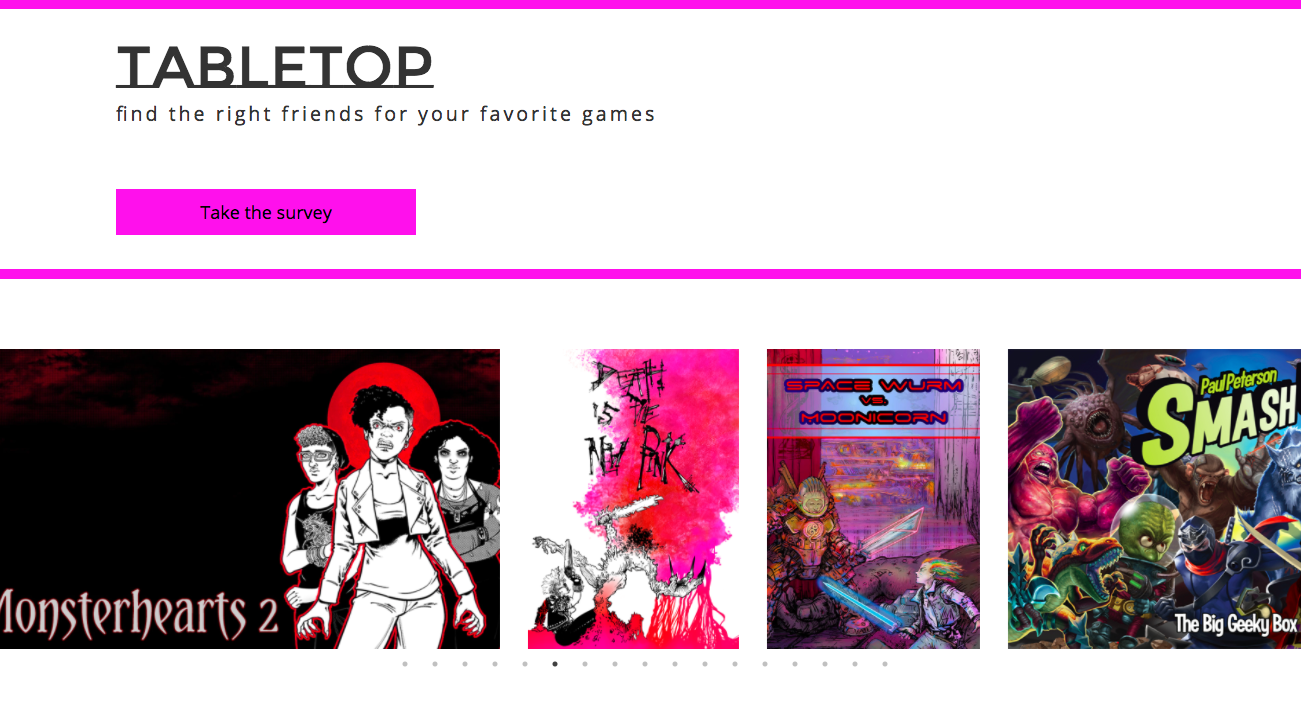 TABLETOP
find the right friends for your favorite games
Take the survey
Monsterhearts 2
DEATH
IS THE
NEW PINK
SPACE WURM
VS.
MOONICORN
Paul Peterson
SMASH
The Big Geeky Box